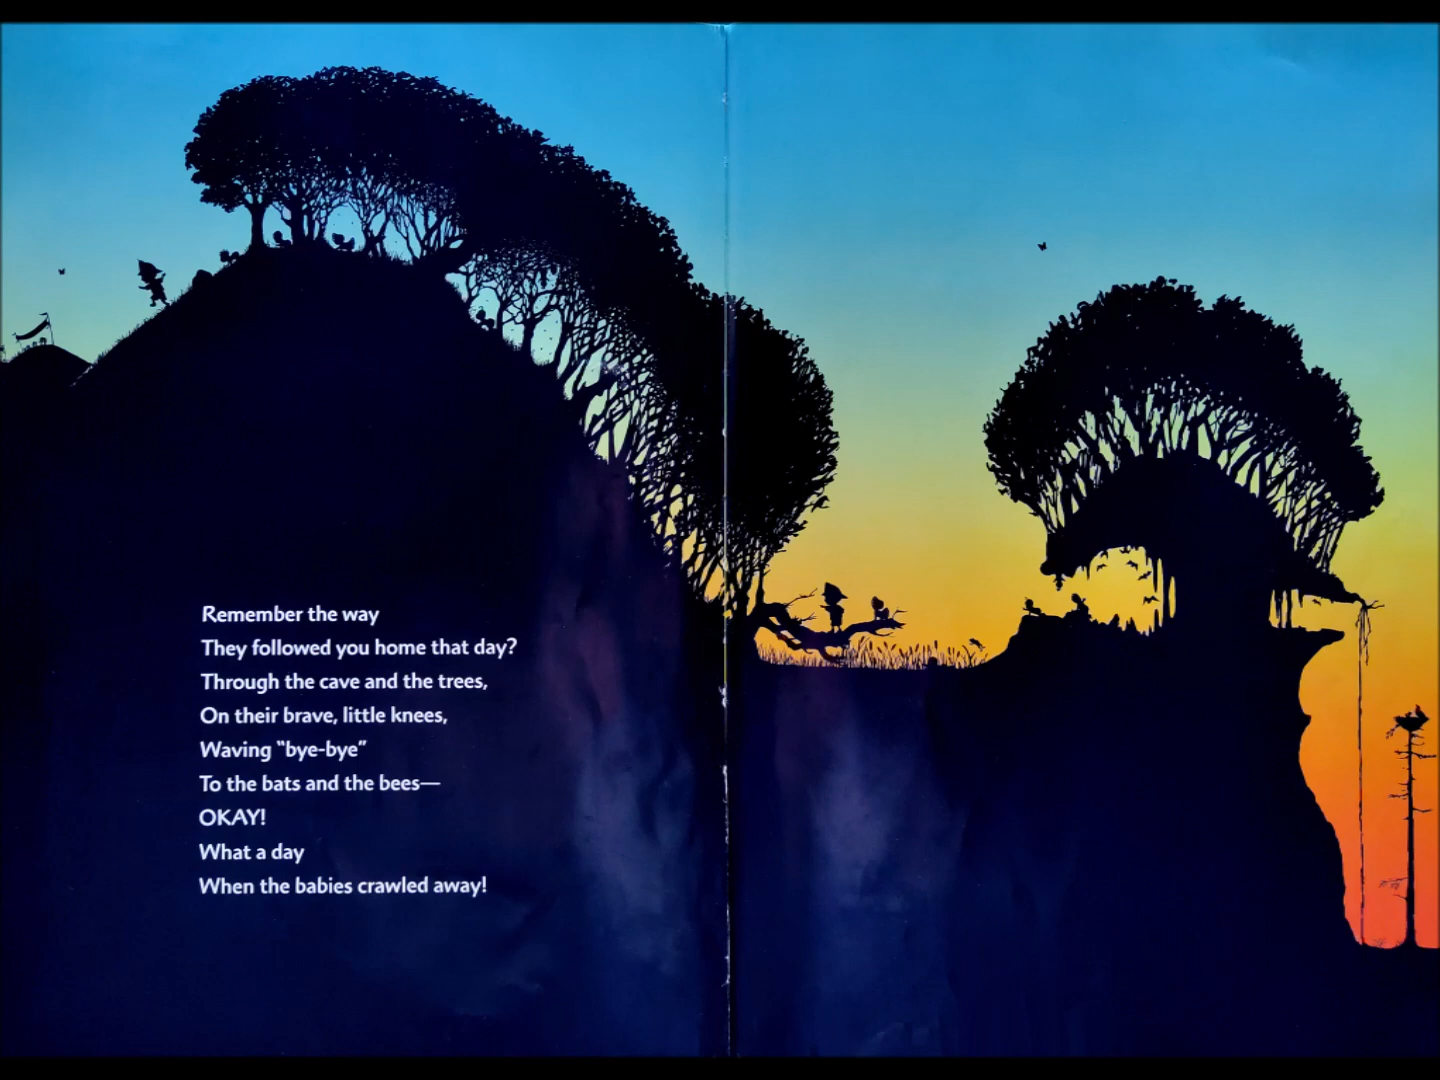 Remember the way
They followed you home that day?
Through the cave and the trees,
On their brave, little knees,
Waving “bye-bye”
To the bats and the bees—
OKAY!
What a day
When the babies crawled away!